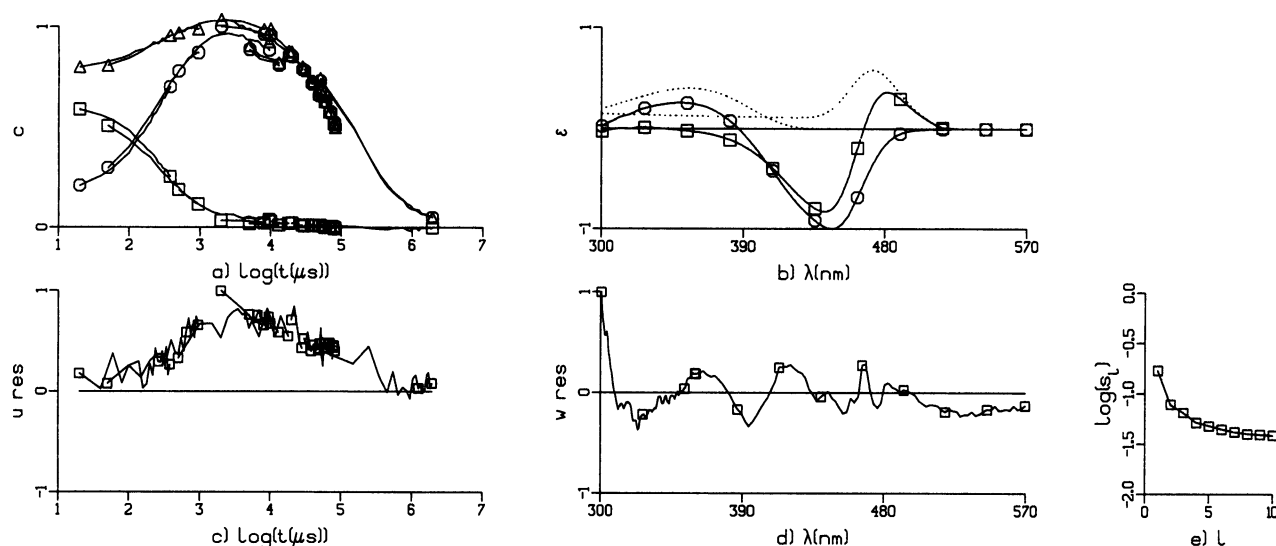 1
c
0
1 2 3 4 5 6 7
a) Log(t(μs))
1
ε
-1
300 390 480 570
b) λ(nm)
1
u res
0
-1
1 2 3 4 5 6 7
c) Log(t(μs))
1
w res
0
-1
300 390 480 570
d) λ(nm)
0.0
-0.5
-1.0
-1.5
-2.0
log(s_l)
0 5 10
e) l